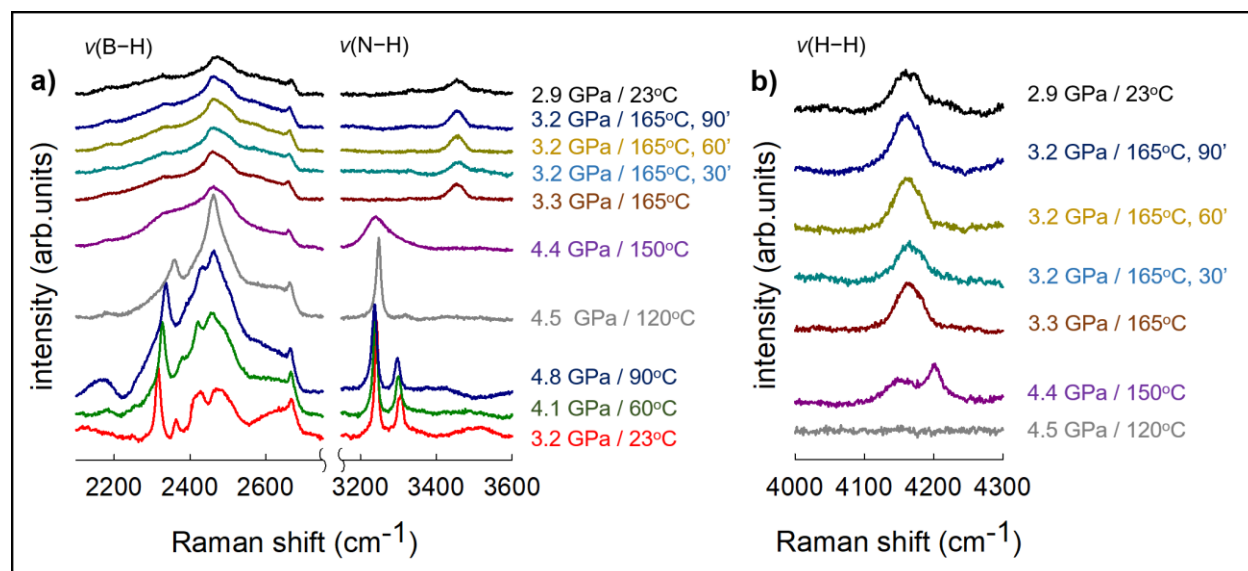 a)
ν(B−H)
ν(N−H)
2.9 GPa / 23°C
3.2 GPa / 165°C, 90’
3.2 GPa / 165°C, 60’
3.2 GPa / 165°C, 30’
3.3 GPa / 165°C
4.4 GPa / 150°C
4.5 GPa / 120°C
4.8 GPa / 90°C
4.1 GPa / 60°C
3.2 GPa / 23°C
intensity (arb.units)
2200 2400 2600 3200 3400 3600
Raman shift (cm-1)
b)
ν(H−H)
2.9 GPa / 23°C
3.2 GPa / 165°C, 90’
3.2 GPa / 165°C, 60’
3.2 GPa / 165°C, 30’
3.3 GPa / 165°C
4.4 GPa / 150°C
4.5 GPa / 120°C
intensity (arb.units)
4000 4100 4200 4300
Raman shift (cm-1)